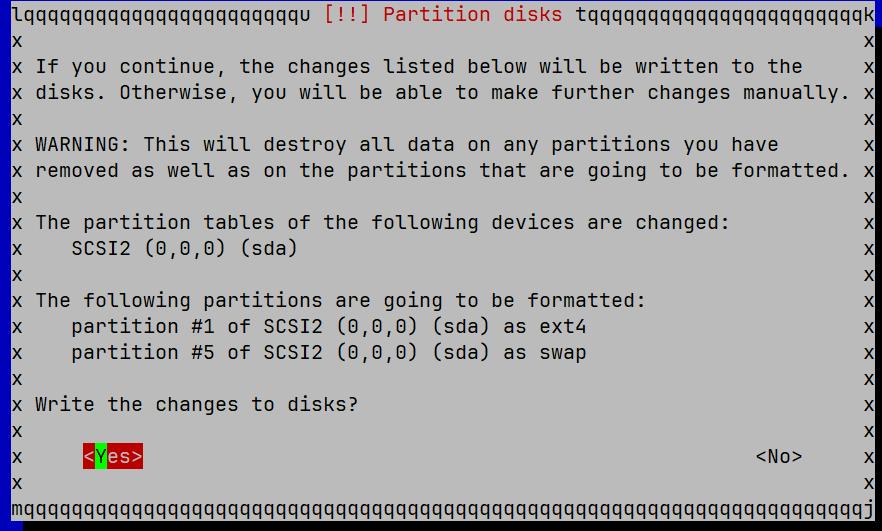 lqqqqqqqqqqqqqqqqqqqqqqqu [!!] Partition disks tqqqqqqqqqqqqqqqqqqqqqqqk
x x
x If you continue, the changes listed below will be written to the x
x disks. Otherwise, you will be able to make further changes manually. x
x x
x WARNING: This will destroy all data on any partitions you have x
x removed as well as on the partitions that are going to be formatted. x
x x
x The partition tables of the following devices are changed: x
x SCSI2 (0,0,0) (sda) x
x x
x The following partitions are going to be formatted: x
x partition #1 of SCSI2 (0,0,0) (sda) as ext4 x
x partition #5 of SCSI2 (0,0,0) (sda) as swap x
x x
x Write the changes to disks? x
x x
x <Yes> <No> x
x x
mqqqqqqqqqqqqqqqqqqqqqqqqqqqqqqqqqqqqqqqqqqqqqqqqqqqqqqqqqqqqqqqqqqqqqqj